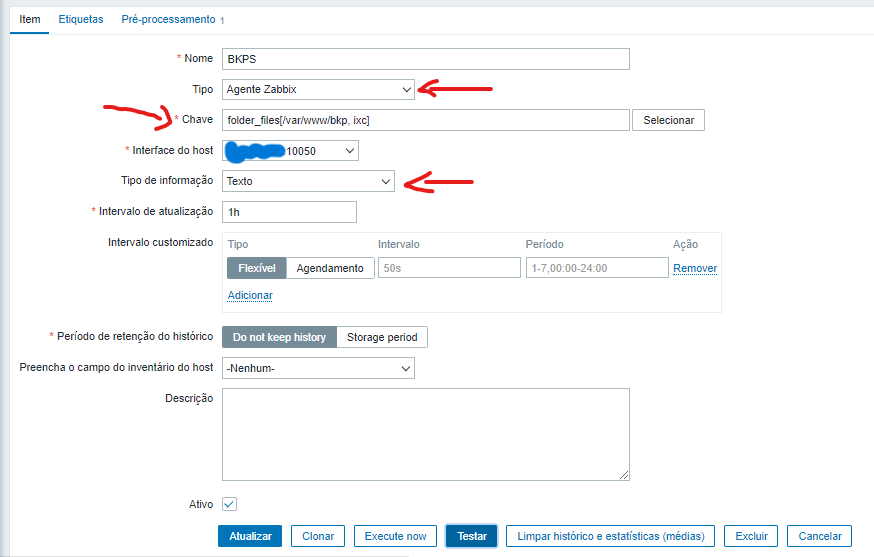 Item Etiquetas Pré-processamento 1
* Nome BKPS
Tipo Agente Zabbix
* Chave folder_files[/var/www/bkp, ixc] Selecionar
* Interface do host 10050
Tipo de informação Texto
* Intervalo de atualização 1h
Intervalo customizado Tipo Intervalo Período Ação
Flexível Agendamento 50s 1-7,00:00-24:00 Remover
Adicionar
* Período de retenção do histórico Do not keep history Storage period
Preencha o campo do inventário do host -Nenhum-
Descrição
Ativo
Atualizar Clonar Execute now Testar Limpar histórico e estatísticas (médias) Excluir Cancelar